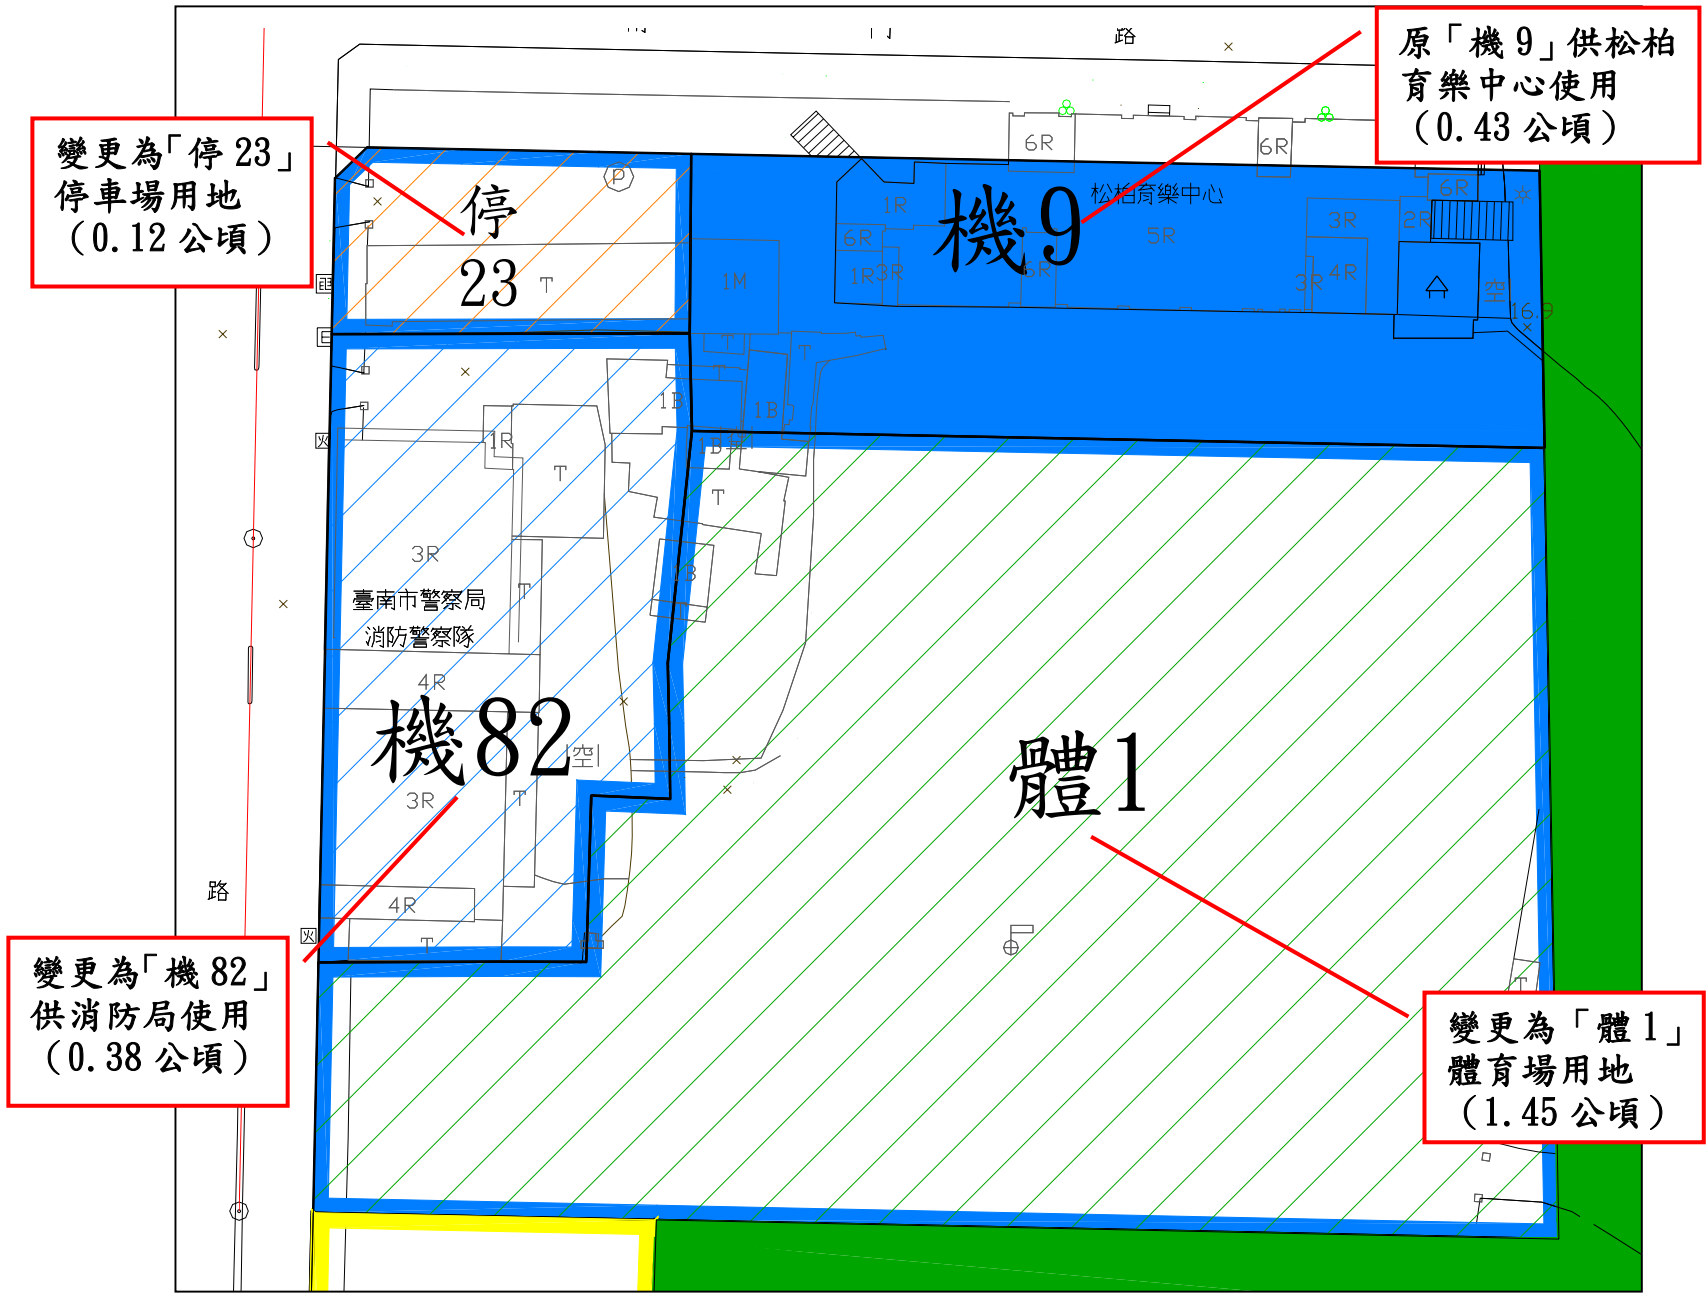 路
原「機9」供松柏
育樂中心使用
（0.43公頃）
變更為「停23」
停車場用地
（0.12公頃）
停
23
P
T
機9
松柏育樂中心
6R
6R
6R
1R
6R
1R
3R
6R
5R
3R
2R
4R
3R
1M
空
16.9
T
T
T
1B
1B
1B
1R
T
T
3R
T
臺南市警察局
消防警察隊
4R
機82
空
3R
T
4R
T
體1
T
路
變更為「機82」
供消防局使用
（0.38公頃）
變更為「體1」
體育場用地
（1.45公頃）